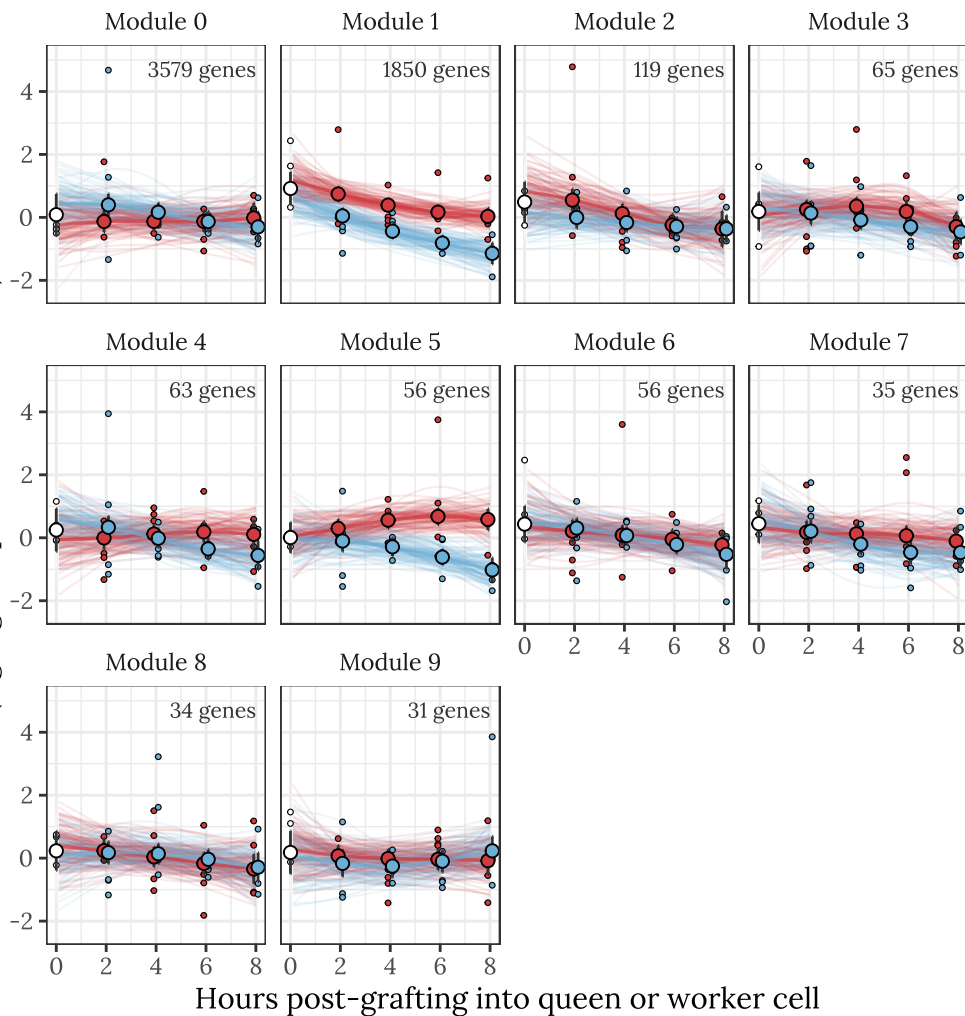 Module 0 Module 1 Module 2 Module 3
3579 genes 1850 genes 119 genes 65 genes
4
2
0
-2
Module 4 Module 5 Module 6 Module 7
63 genes 56 genes 56 genes 35 genes
4
2
0
-2
0 2 4 6 8 0 2 4 6 8
Module 8 Module 9
34 genes 31 genes
4
2
0
-2
0 2 4 6 8 0 2 4 6 8
Hours post-grafting into queen or worker cell